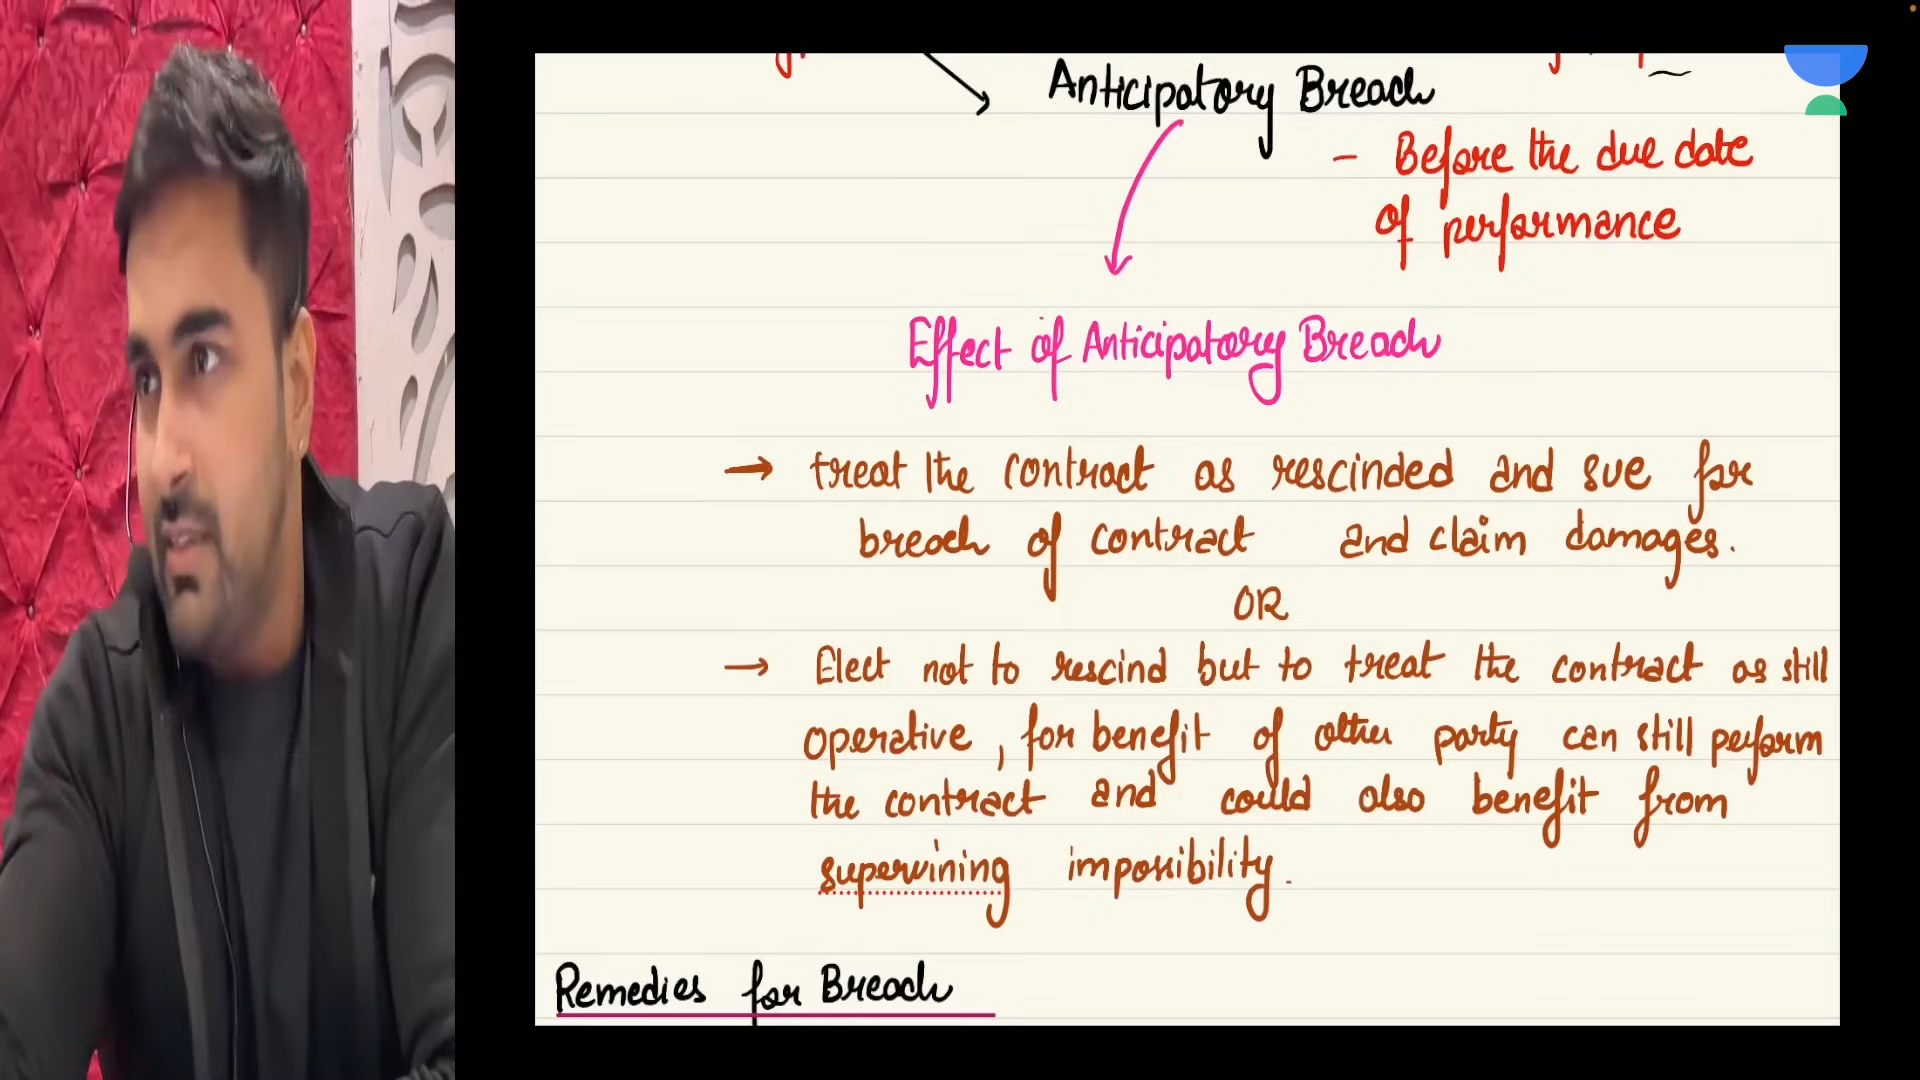 Anticipatory Breach
- Before the due date
of performance
Effect of Anticipatory Breach
→ treat the contract as rescinded and sue for
breach of contract and claim damages.
OR
→ Elect not to rescind but to treat the contract as still
operative, for benefit of other party can still perform
the contract and could also benefit from
supervining impossibility.
Remedies for Breach